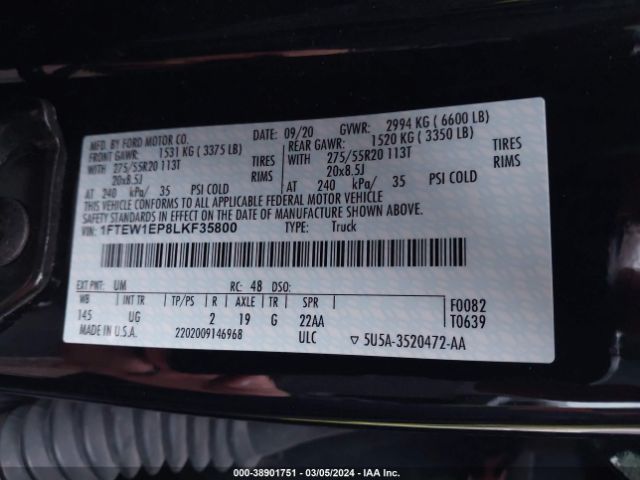 MFD. BY FORD MOTOR CO. DATE: 09/20 GVWR: 2994 KG ( 6600 LB)
FRONT GAWR: 1531 KG ( 3375 LB) REAR GAWR: 1520 KG ( 3350 LB)
WITH 275/55R20 113T TIRES WITH 275/55R20 113T TIRES
20x8.5J RIMS 20x8.5J RIMS
AT 240 kPa/ 35 PSI COLD AT 240 kPa/ 35 PSI COLD
THIS VEHICLE CONFORMS TO ALL APPLICABLE FEDERAL MOTOR VEHICLE
SAFETY STANDARDS IN EFFECT ON THE DATE OF MANUFACTURE SHOWN ABOVE.
VIN: 1FTEW1EP8LKF35800 TYPE: Truck
EXT PNT: UM RC: 48 DSO:
WB INT TR TP/PS R AXLE TR SPR F0082
145 UG 2 19 G 22AA T0639
MADE IN U.S.A. 2202009146968 ULC ▽ 5U5A-3520472-AA
000-38901751 — 03/05/2024 — IAA Inc.